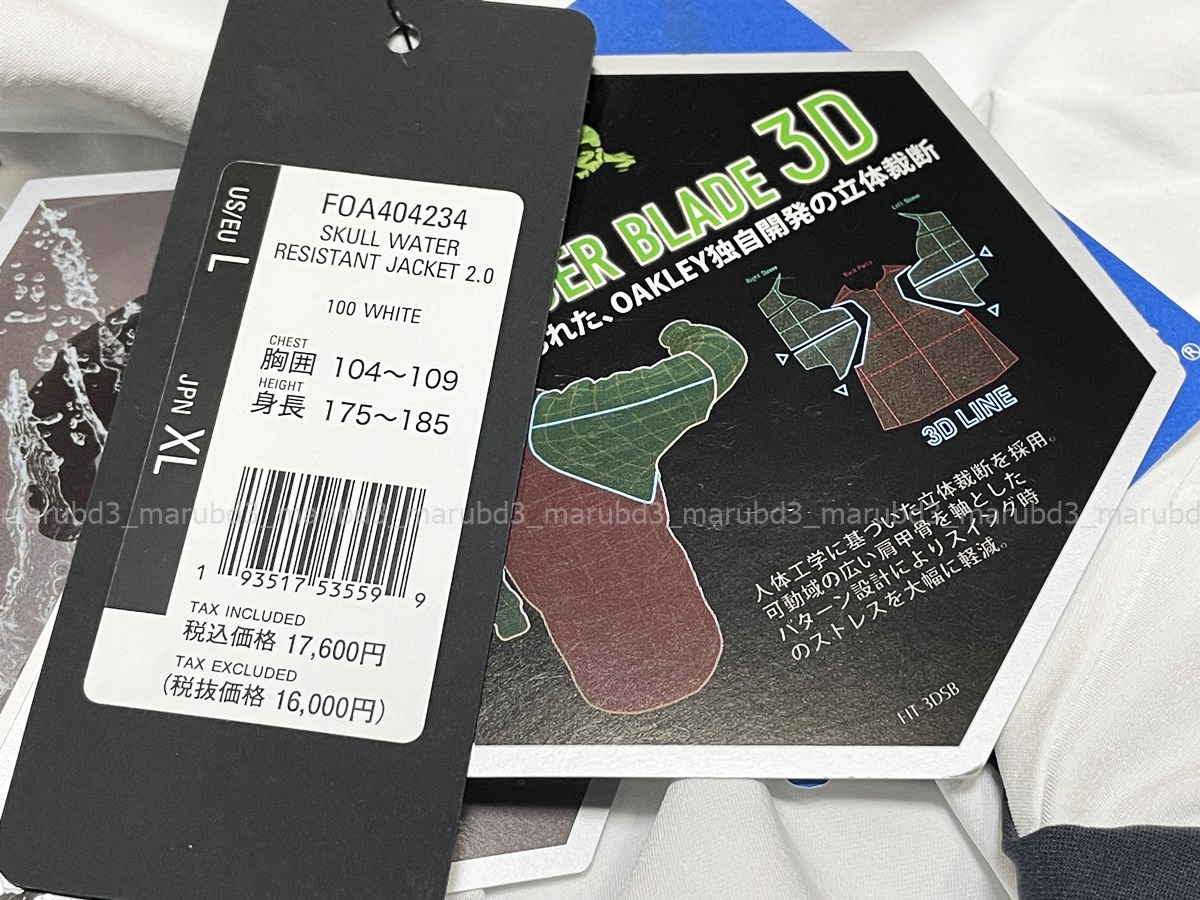 US/EU L
JPN XL
FOA404234
SKULL WATER
RESISTANT JACKET 2.0
100 WHITE
CHEST
胸囲 104～109
HEIGHT
身長 175～185
1 93517 53559 9
TAX INCLUDED
税込価格 17,600円
TAX EXCLUDED
(税抜価格 16,000円)
DER BLADE 3D
れた、OAKLEY独自開発の立体裁断
Left Sleeve
Right Sleeve
Back Parts
3D LINE
人体工学に基づいた立体裁断を採用。
可動域の広い肩甲骨を軸とした
パターン設計によりスイング時
のストレスを大幅に軽減。
FIT-3DSB
®
marubd3_marubd3_marubd3_marubd3_marubd3_marubd3_marubd3_marubd